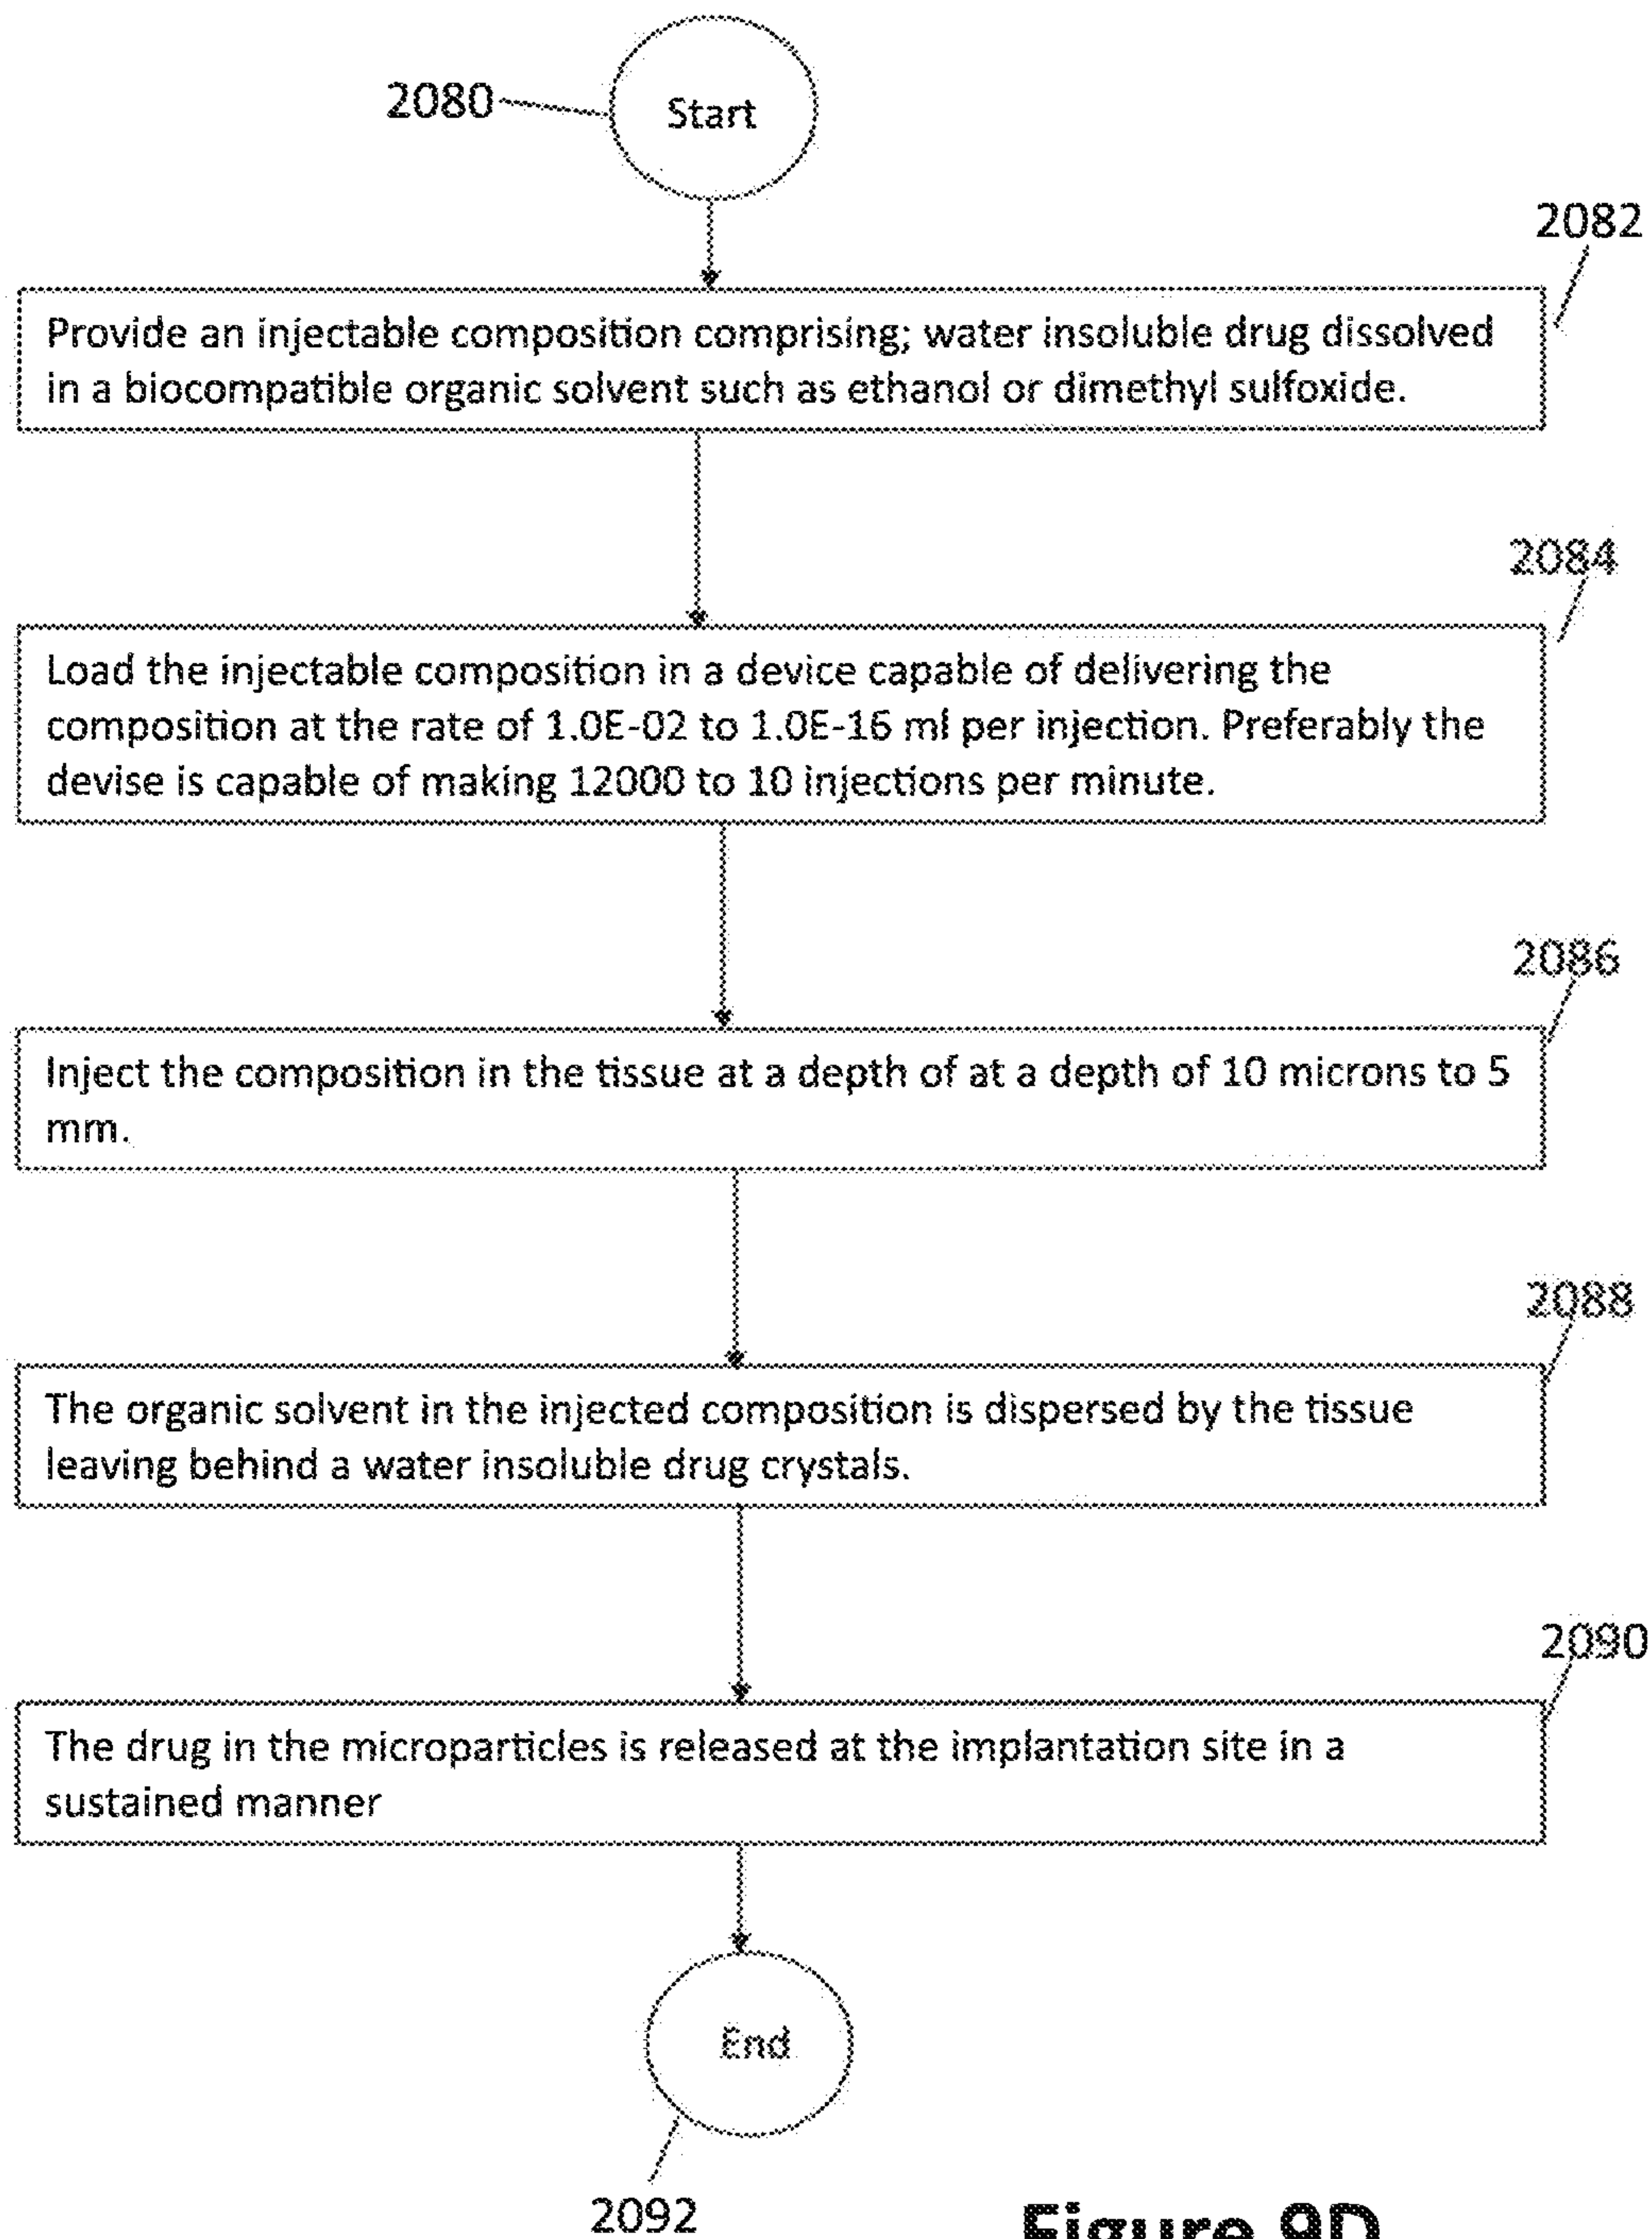 2080
Start
2082
Provide an injectable composition comprising; water insoluble drug dissolved
in a biocompatible organic solvent such as ethanol or dimethyl sulfoxide.
2084
Load the injectable composition in a device capable of delivering the
composition at the rate of 1.0E-02 to 1.0E-16 ml per injection. Preferably the
devise is capable of making 12000 to 10 injections per minute.
2086
Inject the composition in the tissue at a depth of at a depth of 10 microns to 5
mm.
2088
The organic solvent in the injected composition is dispersed by the tissue
leaving behind a water insoluble drug crystals.
2090
The drug in the microparticles is released at the implantation site in a
sustained manner
End
2092
Figure 9D